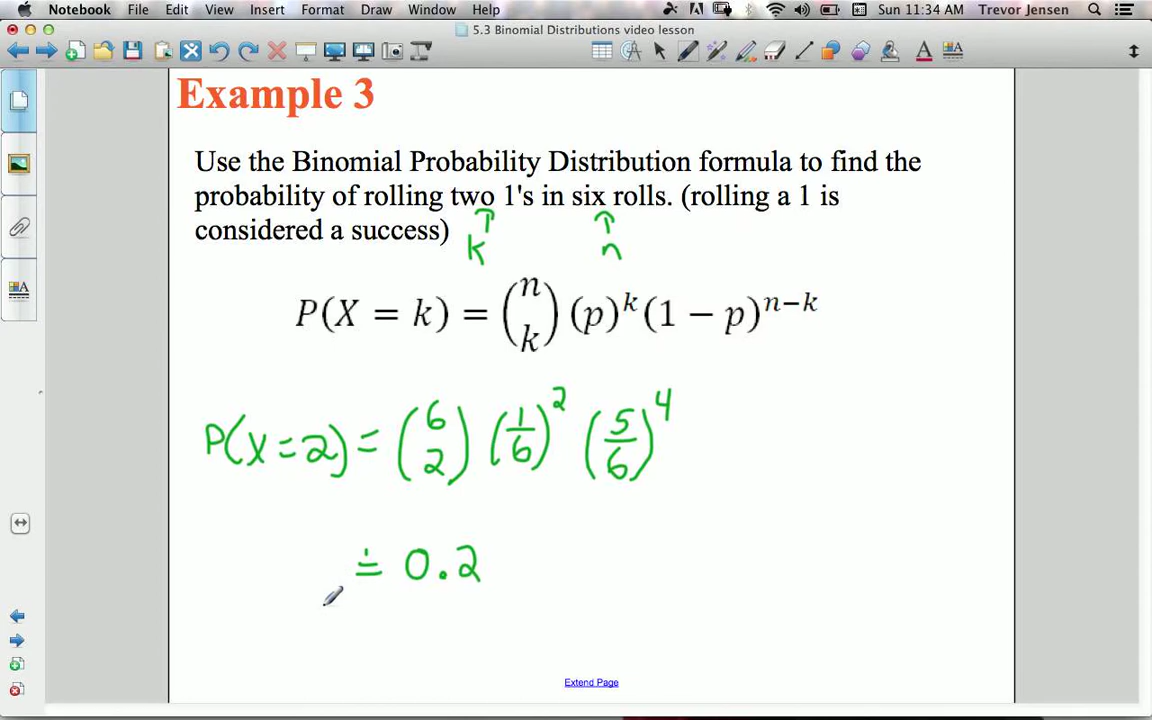 Notebook File Edit View Insert Format Draw Window Help Sun 11:34 AM Trevor Jensen
5.3 Binomial Distributions video lesson
Example 3
Use the Binomial Probability Distribution formula to find the
probability of rolling two 1's in six rolls. (rolling a 1 is
considered a success)
k n
P(X = k) = (n k) (p)^k (1 − p)^{n−k}
P(X=2) = (6 2) (1/6)^2 (5/6)^4
≐ 0.2
Extend Page